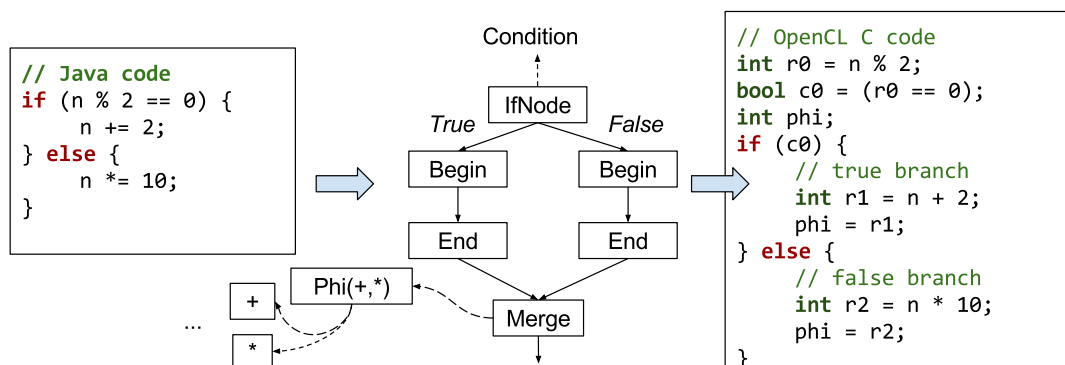 // Java code
if (n % 2 == 0) {
n += 2;
} else {
n *= 10;
}
Condition
IfNode
True
False
Begin
Begin
End
End
Phi(+,*)
+
...
*
Merge
// OpenCL C code
int r0 = n % 2;
bool c0 = (r0 == 0);
int phi;
if (c0) {
// true branch
int r1 = n + 2;
phi = r1;
} else {
// false branch
int r2 = n * 10;
phi = r2;
}